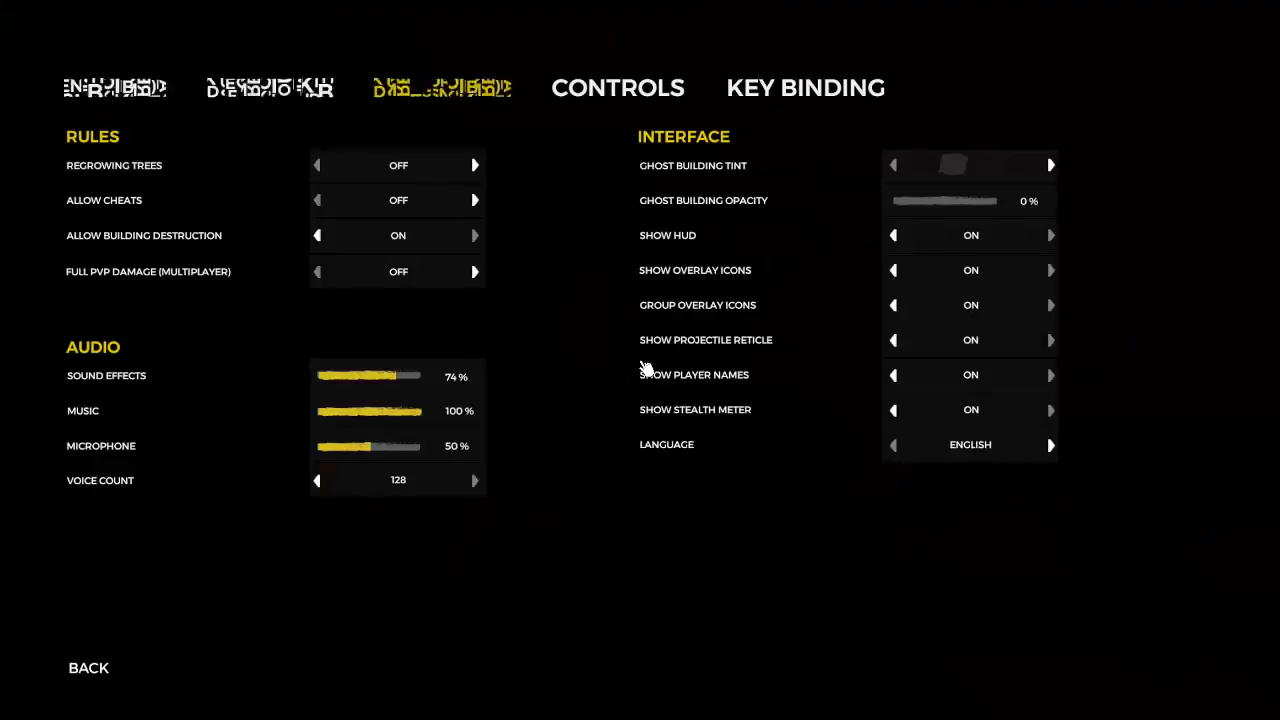 CONTROLS KEY BINDING
RULES
REGROWING TREES OFF
ALLOW CHEATS OFF
ALLOW BUILDING DESTRUCTION ON
FULL PVP DAMAGE (MULTIPLAYER) OFF
AUDIO
SOUND EFFECTS 74 %
MUSIC 100 %
MICROPHONE 50 %
VOICE COUNT 128
INTERFACE
GHOST BUILDING TINT
GHOST BUILDING OPACITY 0 %
SHOW HUD ON
SHOW OVERLAY ICONS ON
GROUP OVERLAY ICONS ON
SHOW PROJECTILE RETICLE ON
SHOW PLAYER NAMES ON
SHOW STEALTH METER ON
LANGUAGE ENGLISH
BACK